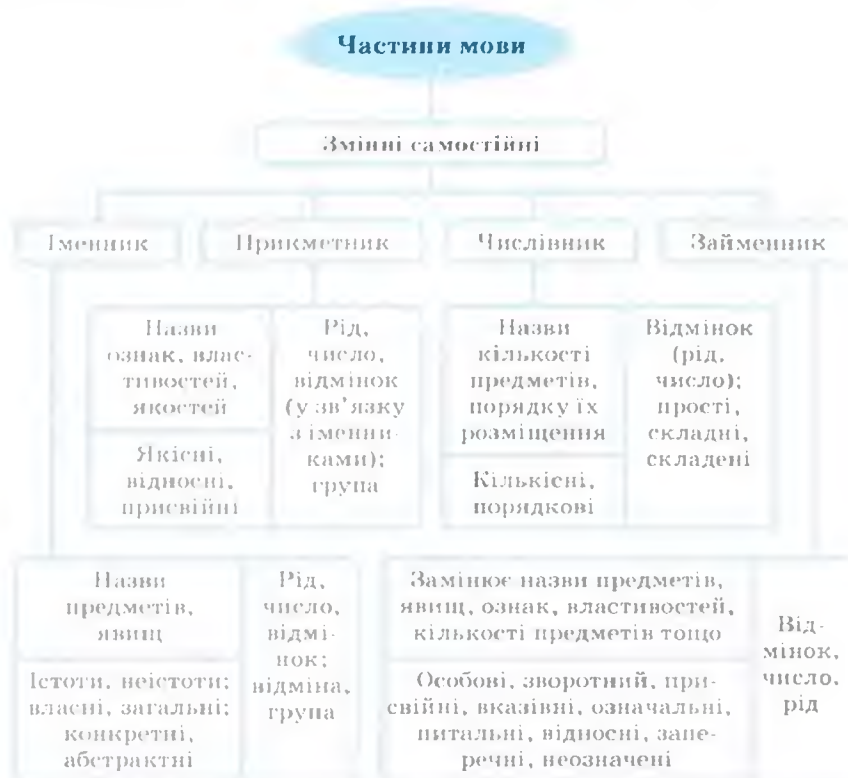 Частини мови
Змінні самостійні
Іменник
Прикметник
Числівник
Займенник
Назви
ознак, влас-
тивостей,
якостей
Якісні,
відносні,
присвійні
Рід,
число,
відмінок
(у зв’язку
з іменни-
ками);
група
Назви
кількості
предметів,
порядку їх
розміщення
Кількісні,
порядкові
Відмінок
(рід,
число);
прості,
складні,
складені
Назви
предметів,
явищ
Істоти, неістоти;
власні, загальні;
конкретні,
абстрактні
Рід,
число,
відмі-
нок;
відміна,
група
Замінює назви предметів,
явищ, ознак, властивостей,
кількості предметів тощо
Особові, зворотний, при-
свійні, вказівні, означальні,
питальні, відносні, запе-
речні, неозначені
Від-
мінок,
число,
рід